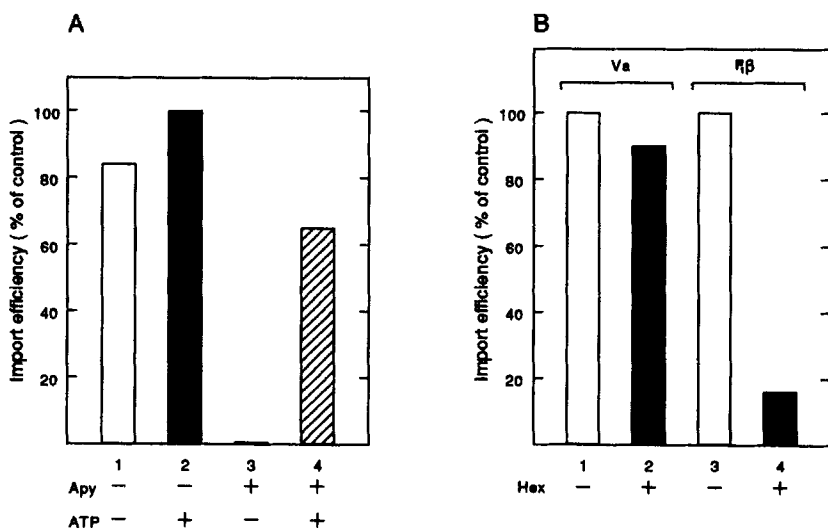 A
Import efficiency ( % of control )
100
80
60
40
20
1 2 3 4
Apy − − + +
ATP − + − +
B
Va F₁β
Import efficiency ( % of control )
100
80
60
40
20
1 2 3 4
Hex − + − +